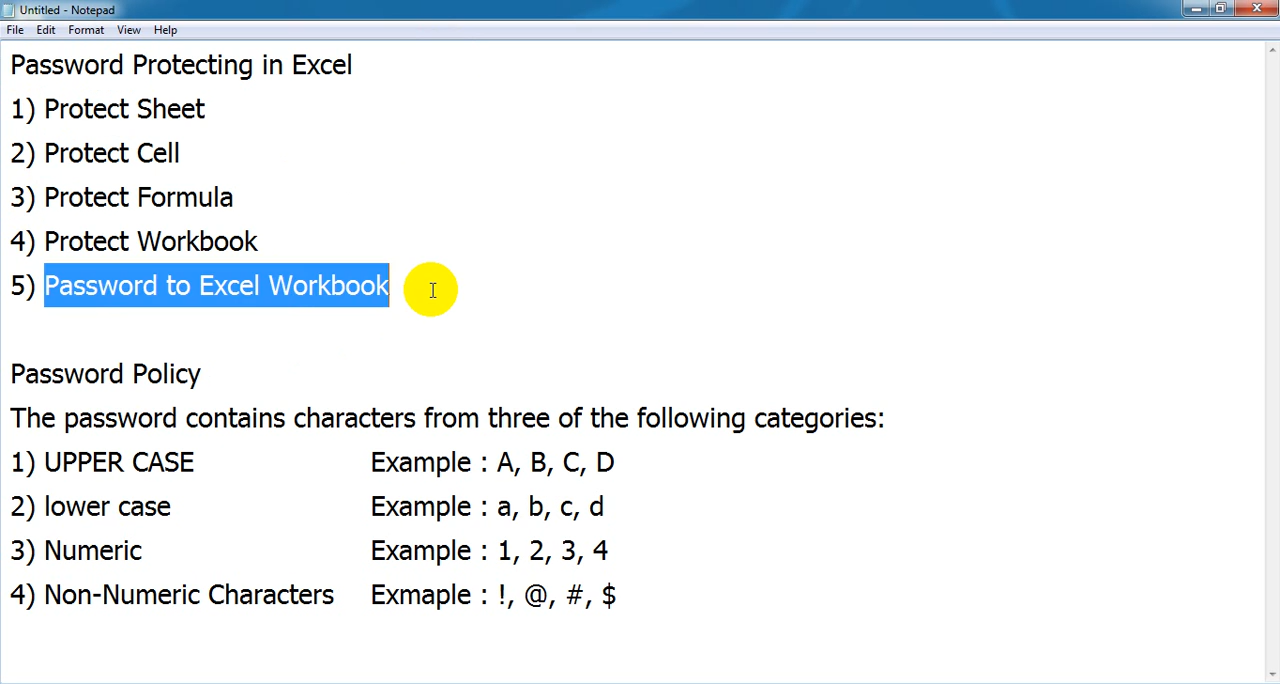 Untitled - Notepad
File Edit Format View Help
Password Protecting in Excel
1) Protect Sheet
2) Protect Cell
3) Protect Formula
4) Protect Workbook
5) Password to Excel Workbook
Password Policy
The password contains characters from three of the following categories:
1) UPPER CASE Example : A, B, C, D
2) lower case Example : a, b, c, d
3) Numeric Example : 1, 2, 3, 4
4) Non-Numeric Characters Exmaple : !, @, #, $